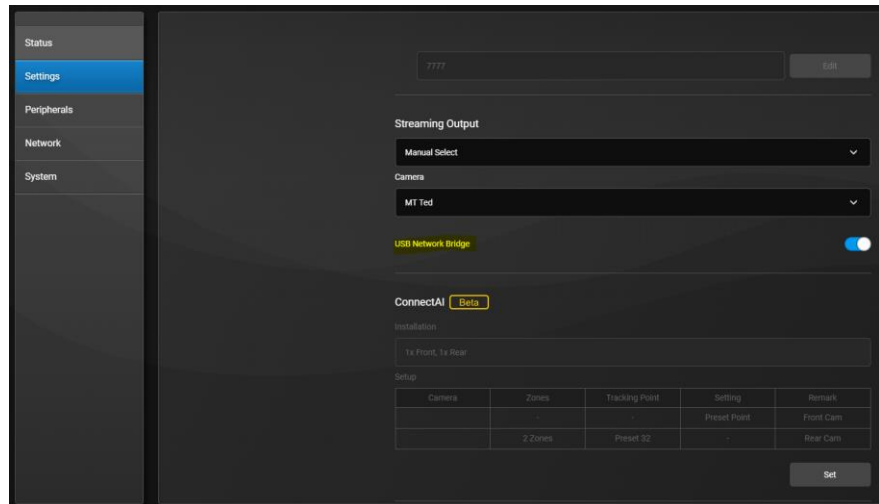 Status
Settings
Peripherals
Network
System
7777
Edit
Streaming Output
Manual Select
Camera
MT Ted
USB Network Bridge
ConnectAI Beta
Installation
1x Front, 1x Rear
Setup
Camera Zones Tracking Point Setting Remark
- - Preset Point Front Cam
2 Zones Preset 32 - Rear Cam
Set